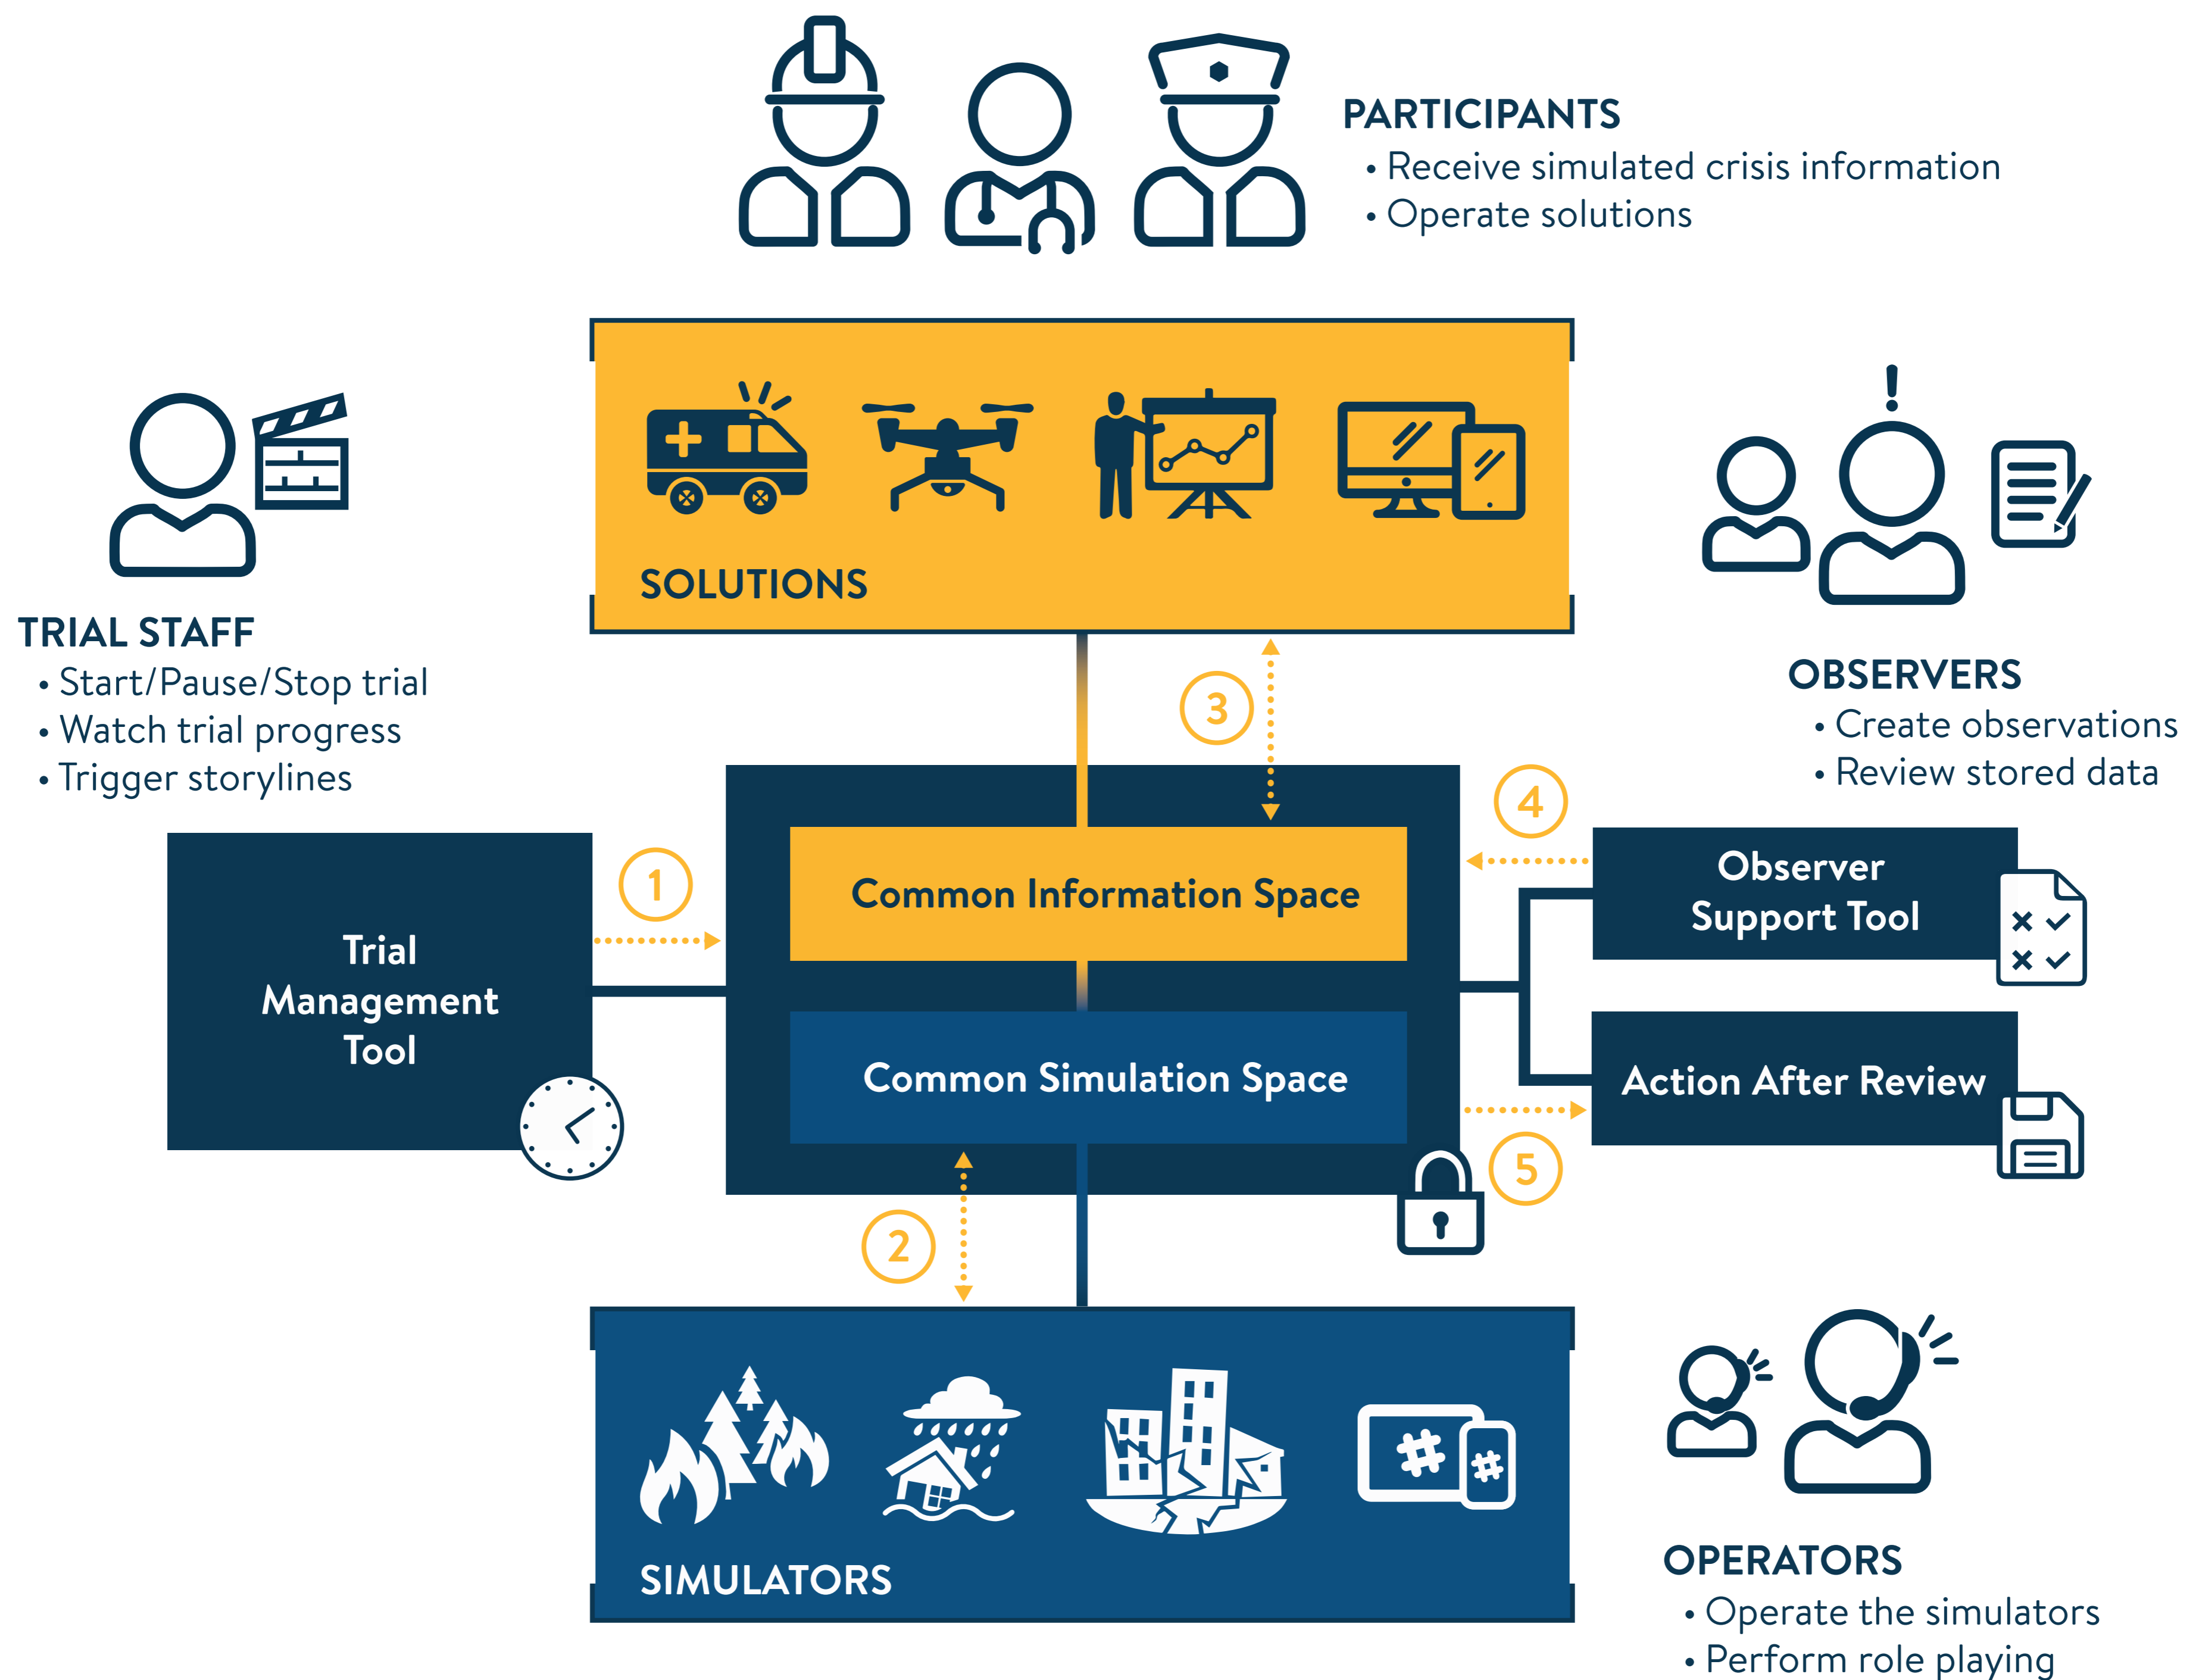 PARTICIPANTS
• Receive simulated crisis information
• Operate solutions
SOLUTIONS
TRIAL STAFF
• Start/Pause/Stop trial
• Watch trial progress
• Trigger storylines
OBSERVERS
• Create observations
• Review stored data
3
4
1
Trial
Management
Tool
Common Information Space
Common Simulation Space
Observer
Support Tool
Action After Review
5
2
SIMULATORS
OPERATORS
• Operate the simulators
• Perform role playing